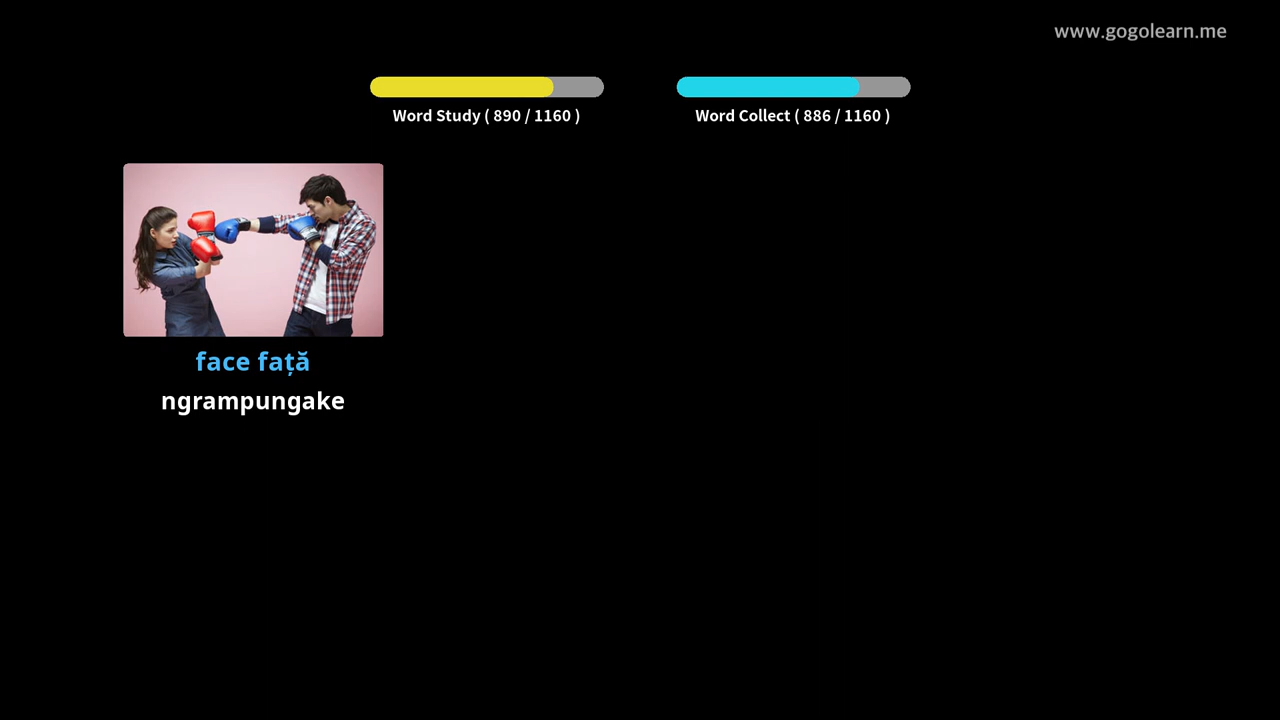 www.gogolearn.me
Word Study ( 890 / 1160 )
Word Collect ( 886 / 1160 )
face față
ngrampungake